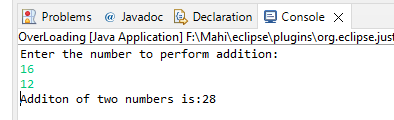 Problems @ Javadoc Declaration Console
OverLoading [Java Application] F:\Mahi\eclipse\plugins\org.eclipse.just
Enter the number to perform addition:
16
12
Additon of two numbers is:28